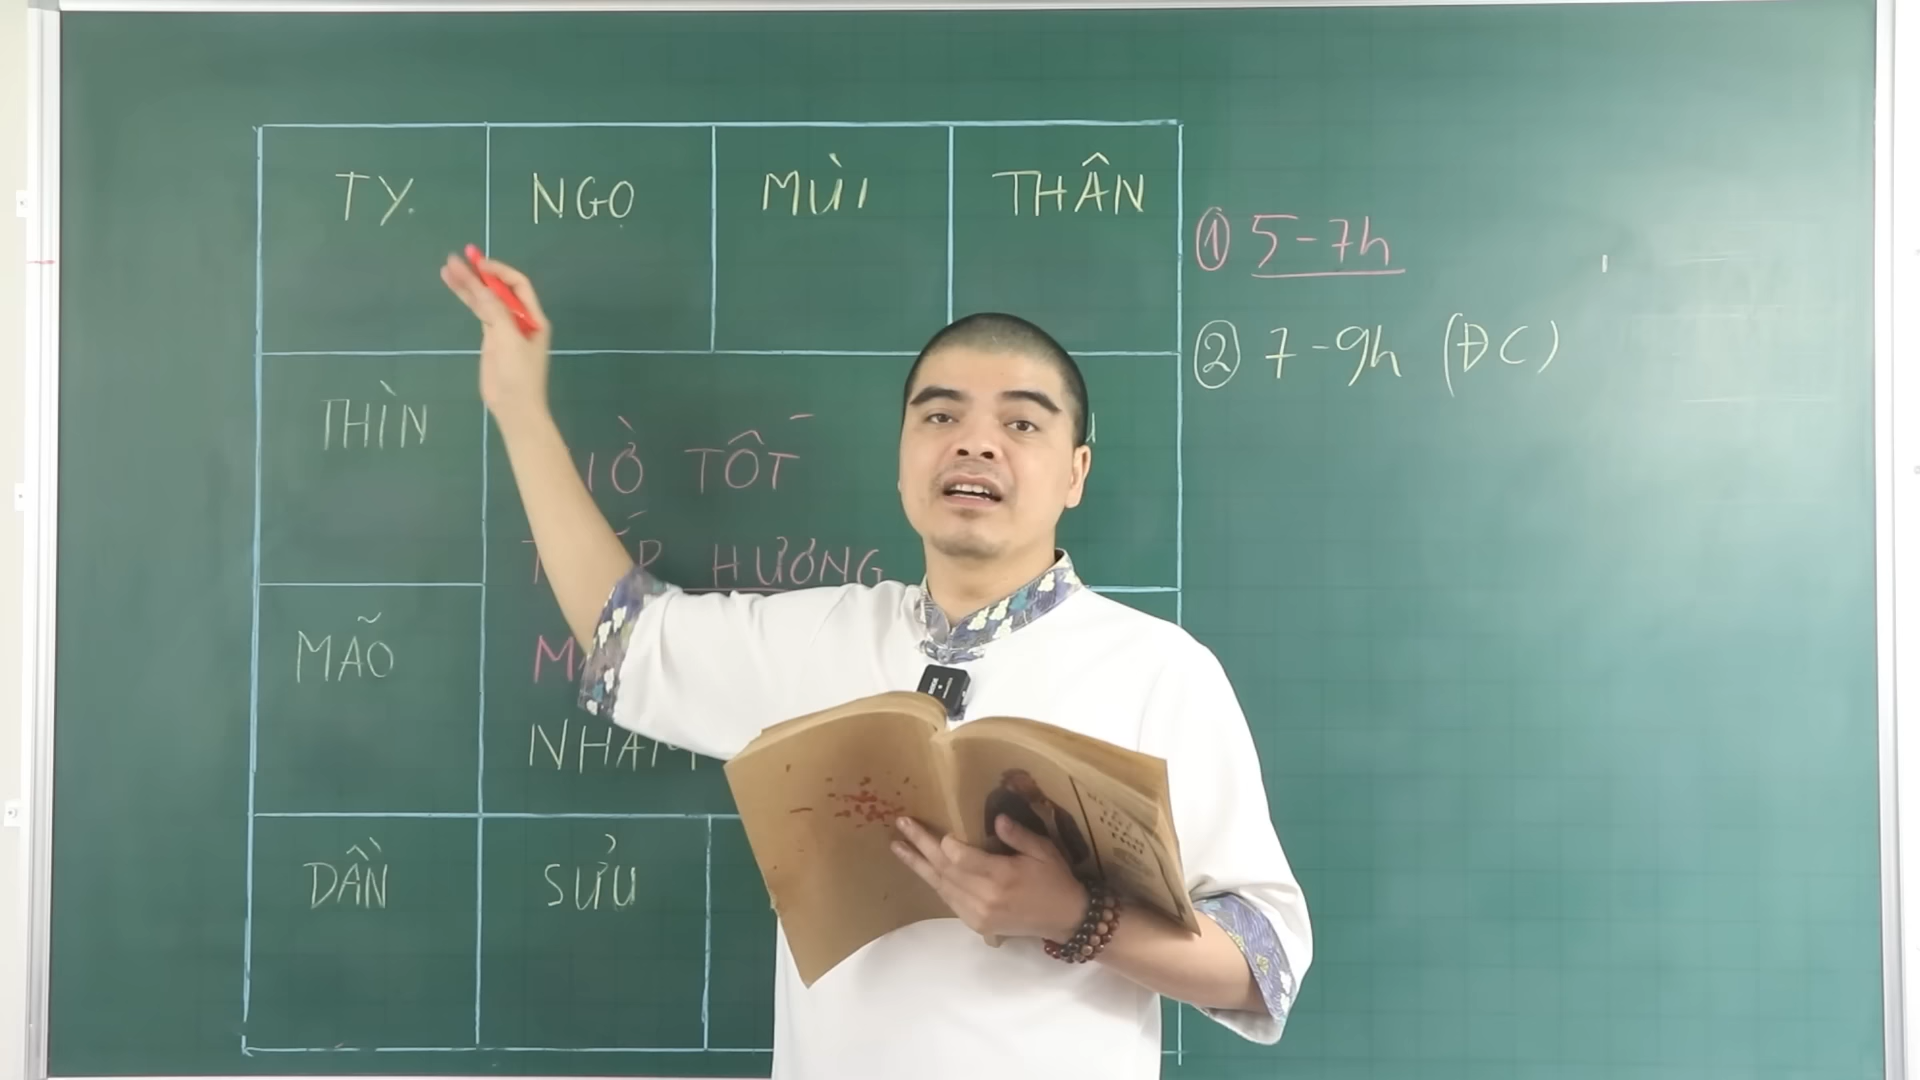 TỴ NGỌ MÙI THÂN
① 5-7h
② 7-9h (ĐC)
THÌN
TỐT
HƯƠNG
MÃO
DẦN SỬU